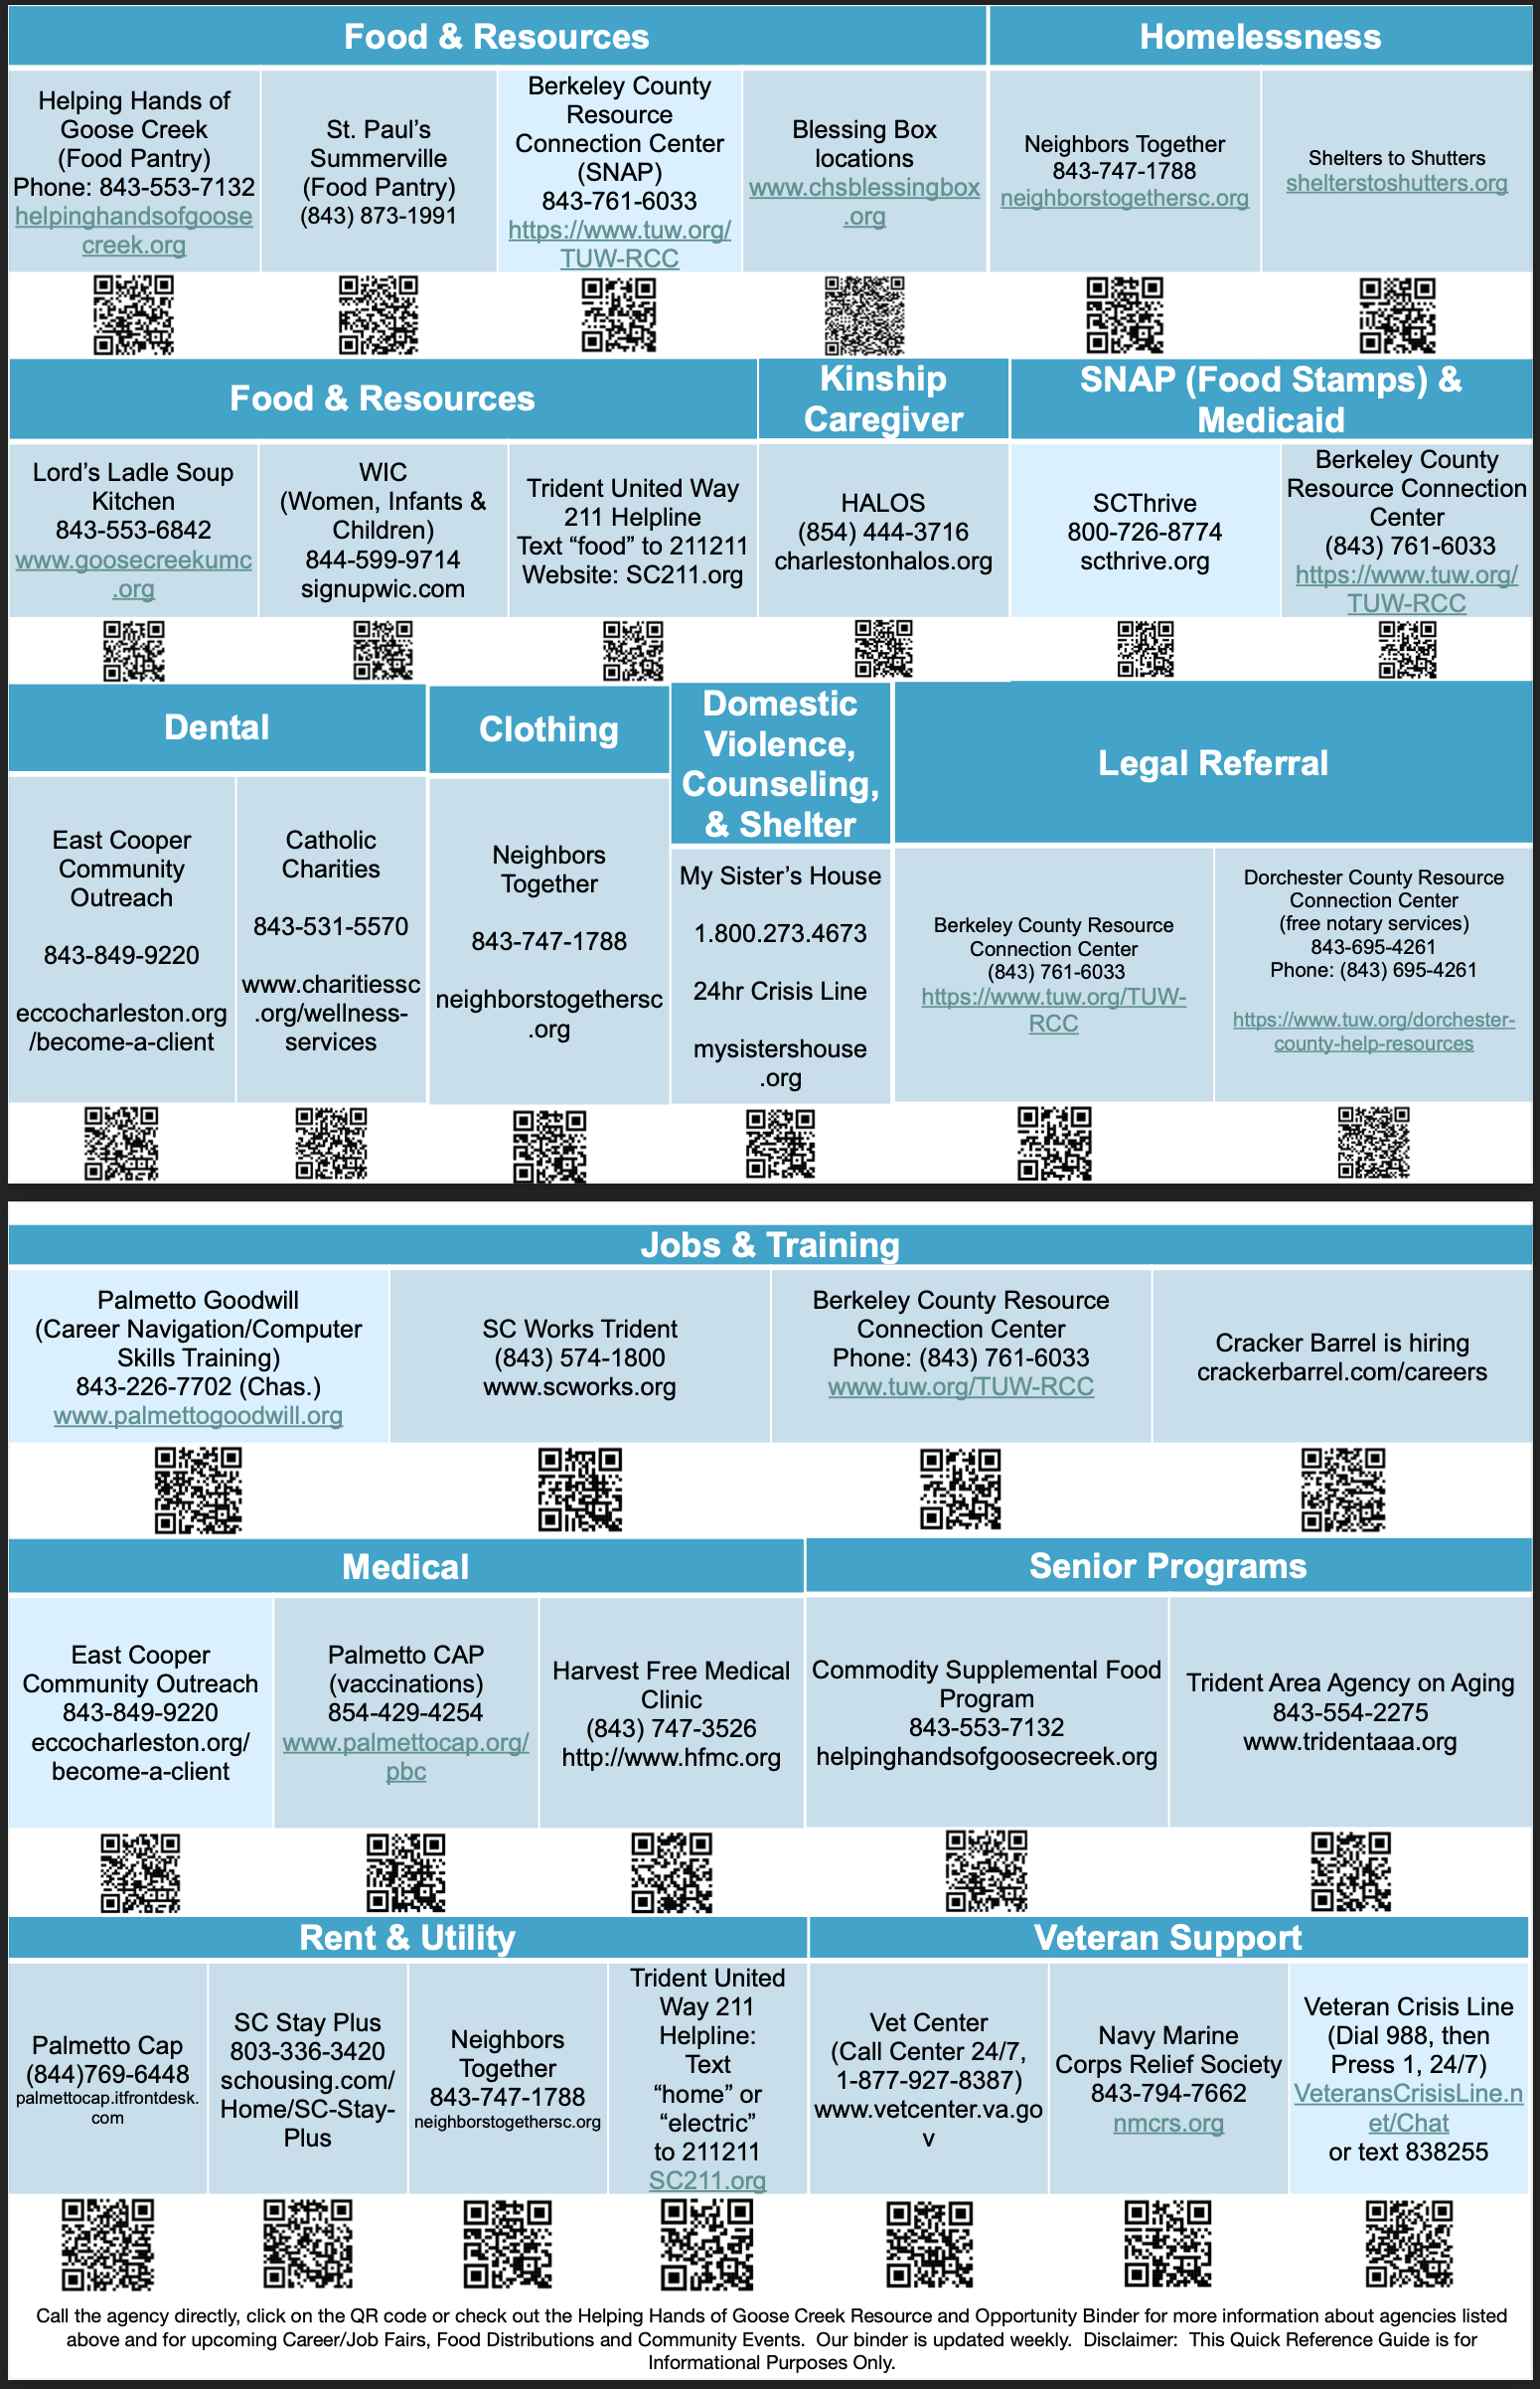 Food & Resources
Homelessness
Helping Hands of
Goose Creek
(Food Pantry)
Phone: 843-553-7132
helpinghandsofgoose
creek.org
St. Paul’s
Summerville
(Food Pantry)
(843) 873-1991
Berkeley County
Resource
Connection Center
(SNAP)
843-761-6033
https://www.tuw.org/
TUW-RCC
Blessing Box
locations
www.chsblessingbox
.org
Neighbors Together
843-747-1788
neighborstogethersc.org
Shelters to Shutters
shelterstoshutters.org
Food & Resources
Kinship
Caregiver
SNAP (Food Stamps) &
Medicaid
Lord’s Ladle Soup
Kitchen
843-553-6842
www.goosecreekumc
.org
WIC
(Women, Infants &
Children)
844-599-9714
signupwic.com
Trident United Way
211 Helpline
Text “food” to 211211
Website: SC211.org
HALOS
(854) 444-3716
charlestonhalos.org
SCThrive
800-726-8774
scthrive.org
Berkeley County
Resource Connection
Center
(843) 761-6033
https://www.tuw.org/
TUW-RCC
Dental
Clothing
Domestic
Violence,
Counseling,
& Shelter
Legal Referral
East Cooper
Community
Outreach
843-849-9220
eccocharleston.org
/become-a-client
Catholic
Charities
843-531-5570
www.charitiessc
.org/wellness-
services
Neighbors
Together
843-747-1788
neighborstogethersc
.org
My Sister’s House
1.800.273.4673
24hr Crisis Line
mysistershouse
.org
Berkeley County Resource
Connection Center
(843) 761-6033
https://www.tuw.org/TUW-
RCC
Dorchester County Resource
Connection Center
(free notary services)
843-695-4261
Phone: (843) 695-4261
https://www.tuw.org/dorchester-
county-help-resources
Jobs & Training
Palmetto Goodwill
(Career Navigation/Computer
Skills Training)
843-226-7702 (Chas.)
www.palmettogoodwill.org
SC Works Trident
(843) 574-1800
www.scworks.org
Berkeley County Resource
Connection Center
Phone: (843) 761-6033
www.tuw.org/TUW-RCC
Cracker Barrel is hiring
crackerbarrel.com/careers
Medical
Senior Programs
East Cooper
Community Outreach
843-849-9220
eccocharleston.org/
become-a-client
Palmetto CAP
(vaccinations)
854-429-4254
www.palmettocap.org/
pbc
Harvest Free Medical
Clinic
(843) 747-3526
http://www.hfmc.org
Commodity Supplemental Food
Program
843-553-7132
helpinghandsofgoosecreek.org
Trident Area Agency on Aging
843-554-2275
www.tridentaaa.org
Rent & Utility
Veteran Support
Palmetto Cap
(844)769-6448
palmettocap.itfrontdesk.
com
SC Stay Plus
803-336-3420
schousing.com/
Home/SC-Stay-
Plus
Neighbors
Together
843-747-1788
neighborstogethersc.org
Trident United
Way 211
Helpline:
Text
“home” or
“electric”
to 211211
SC211.org
Vet Center
(Call Center 24/7,
1-877-927-8387)
www.vetcenter.va.go
v
Navy Marine
Corps Relief Society
843-794-7662
nmcrs.org
Veteran Crisis Line
(Dial 988, then
Press 1, 24/7)
VeteransCrisisLine.n
et/Chat
or text 838255
Call the agency directly, click on the QR code or check out the Helping Hands of Goose Creek Resource and Opportunity Binder for more information about agencies listed
above and for upcoming Career/Job Fairs, Food Distributions and Community Events.  Our binder is updated weekly.  Disclaimer:  This Quick Reference Guide is for
Informational Purposes Only.